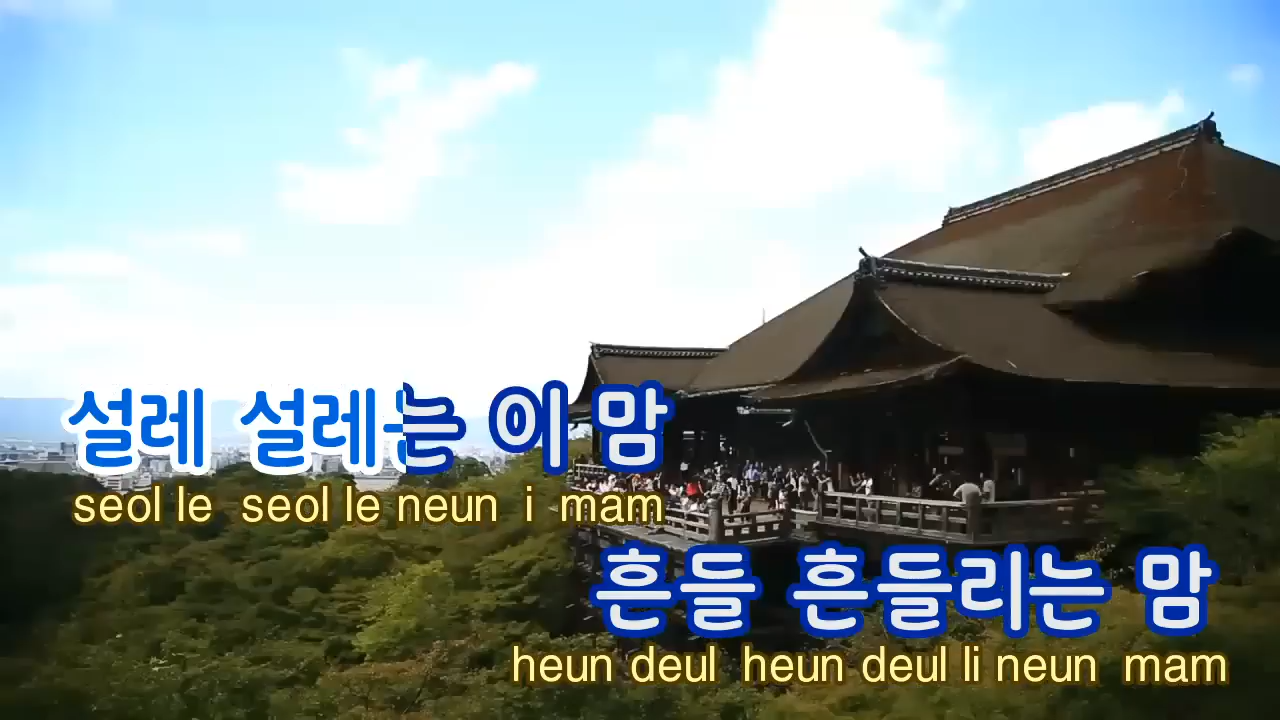 설레 설레는 이 맘
seol le seol le neun i mam
흔들 흔들리는 맘
heun deul heun deul li neun mam